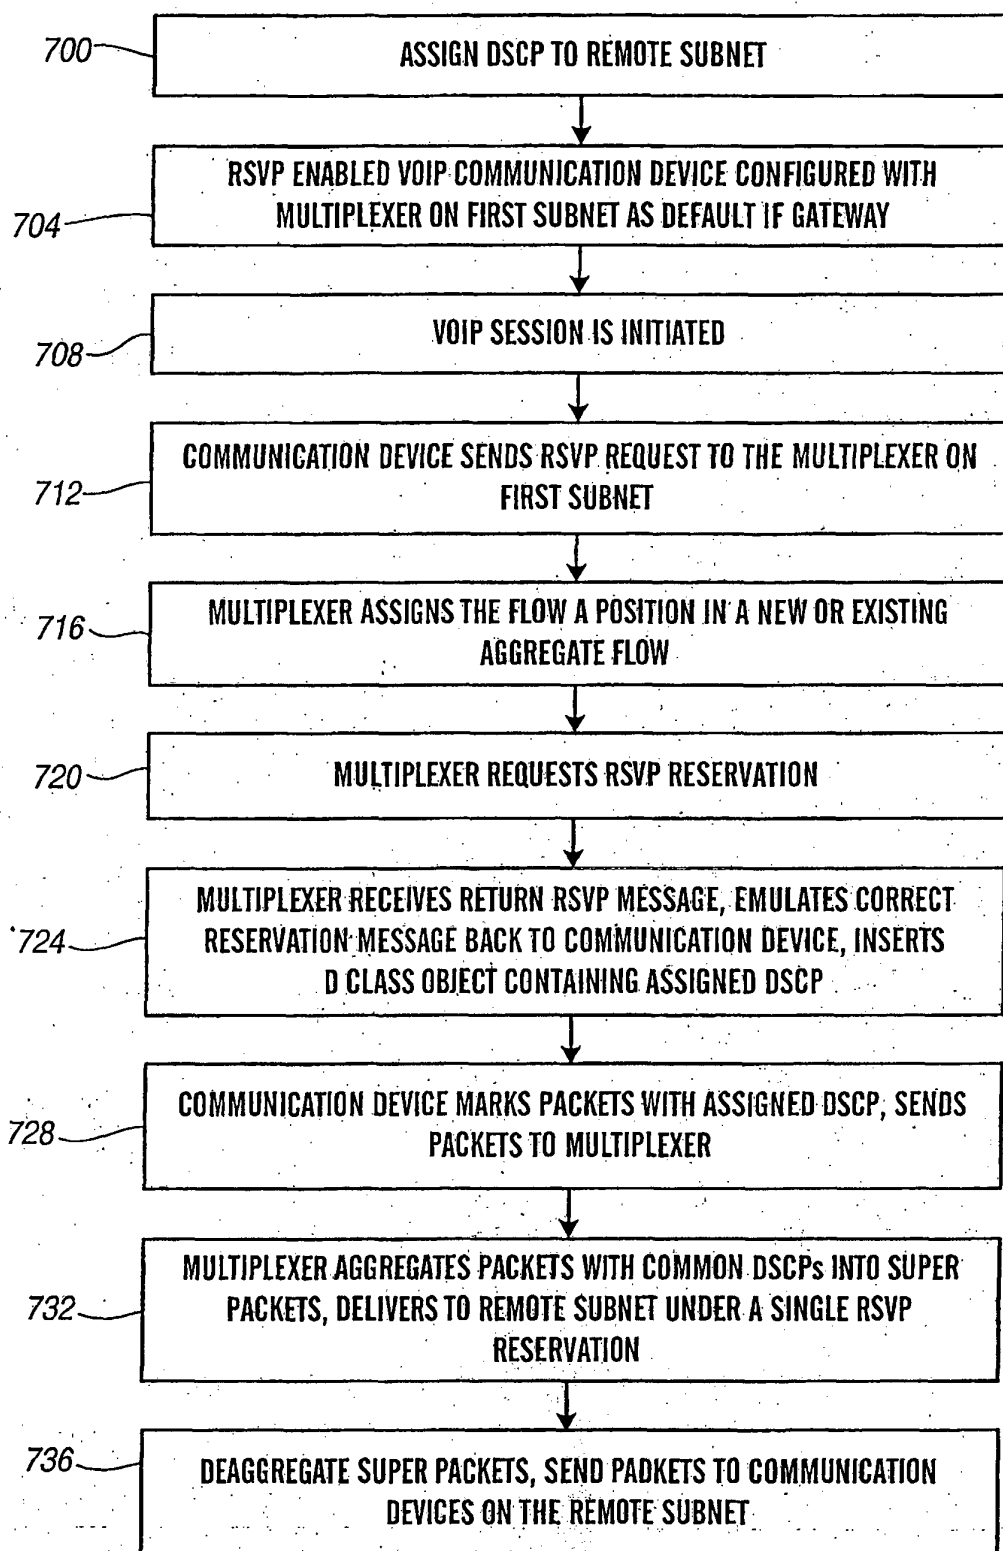 700
ASSIGN DSCP TO REMOTE SUBNET
RSVP ENABLED VOIP COMMUNICATION DEVICE CONFIGURED WITH
MULTIPLEXER ON FIRST SUBNET AS DEFAULT IF GATEWAY
704
VOIP SESSION IS INITIATED
708
COMMUNICATION DEVICE SENDS RSVP REQUEST TO THE MULTIPLEXER ON
FIRST SUBNET
712
MULTIPLEXER ASSIGNS THE FLOW A POSITION IN A NEW OR EXISTING
AGGREGATE FLOW
716
MULTIPLEXER REQUESTS RSVP RESERVATION
720
MULTIPLEXER RECEIVES RETURN RSVP MESSAGE, EMULATES CORRECT
RESERVATION MESSAGE BACK TO COMMUNICATION DEVICE, INSERTS
D CLASS OBJECT CONTAINING ASSIGNED DSCP
724
COMMUNICATION DEVICE MARKS PACKETS WITH ASSIGNED DSCP, SENDS
PACKETS TO MULTIPLEXER
728
MULTIPLEXER AGGREGATES PACKETS WITH COMMON DSCPs INTO SUPER
PACKETS, DELIVERS TO REMOTE SUBNET UNDER A SINGLE RSVP
RESERVATION
732
736
DEAGGREGATE SUPER PACKETS, SEND PADKETS TO COMMUNICATION
DEVICES ON THE REMOTE SUBNET